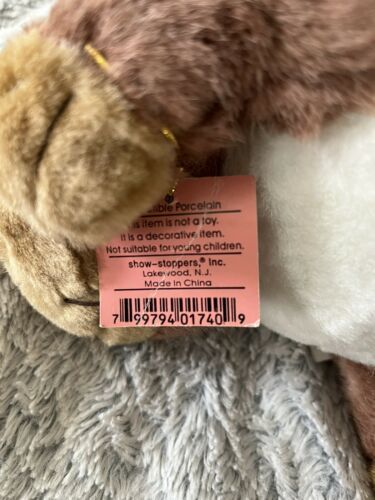 Porcelain
is item is not a toy.
It is a decorative item.
Not suitable for young children.
show-stoppers,® Inc.
Lakewood, N.J.
Made in China
7 99794 01740 9